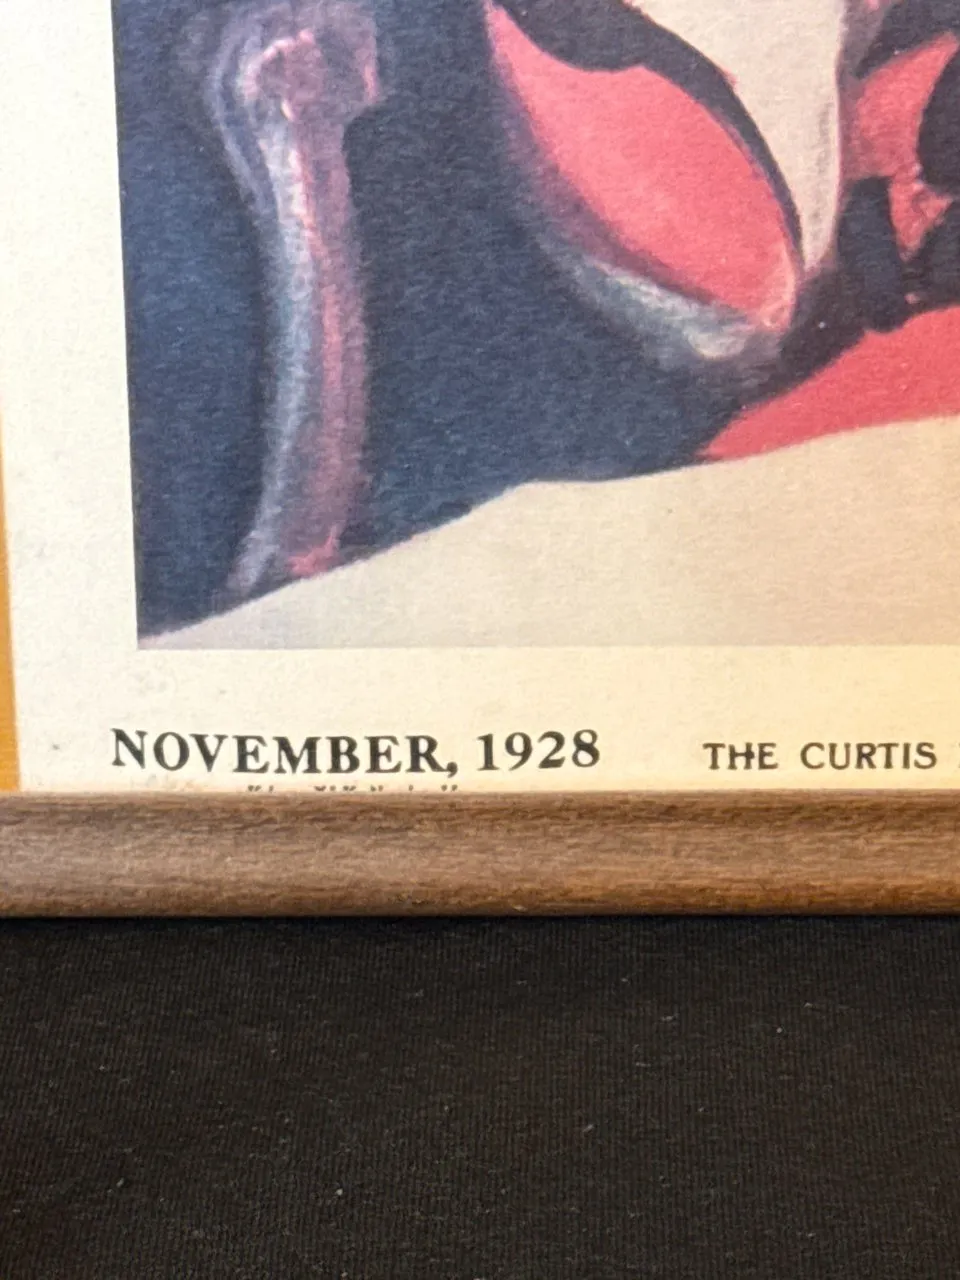 NOVEMBER, 1928
THE CURTIS